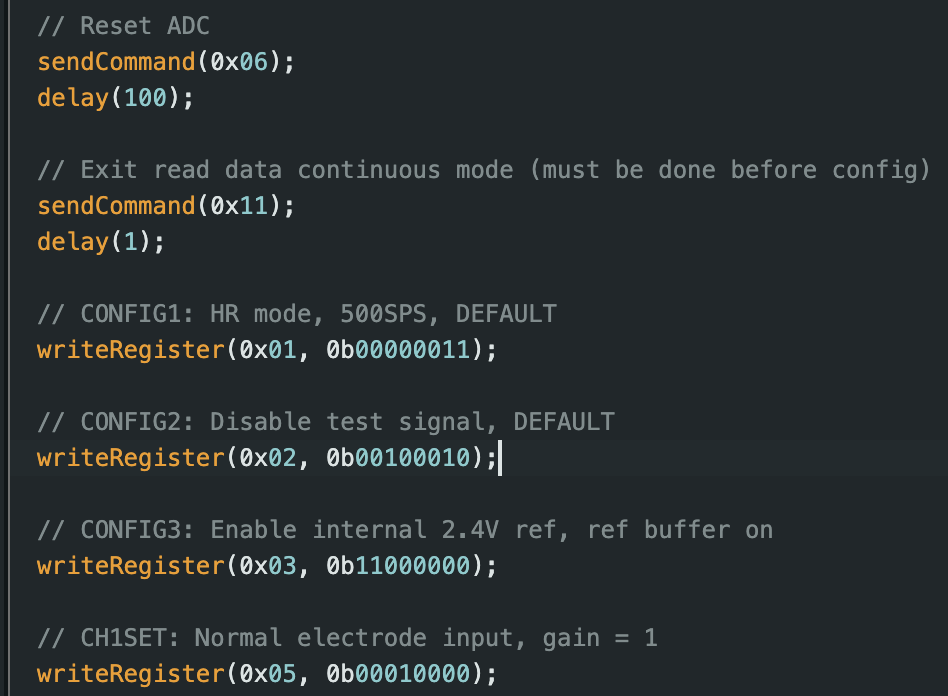 // Reset ADC
sendCommand(0x06);
delay(100);
// Exit read data continuous mode (must be done before config)
sendCommand(0x11);
delay(1);
// CONFIG1: HR mode, 500SPS, DEFAULT
writeRegister(0x01, 0b00000011);
// CONFIG2: Disable test signal, DEFAULT
writeRegister(0x02, 0b00100010);
// CONFIG3: Enable internal 2.4V ref, ref buffer on
writeRegister(0x03, 0b11000000);
// CH1SET: Normal electrode input, gain = 1
writeRegister(0x05, 0b00010000);